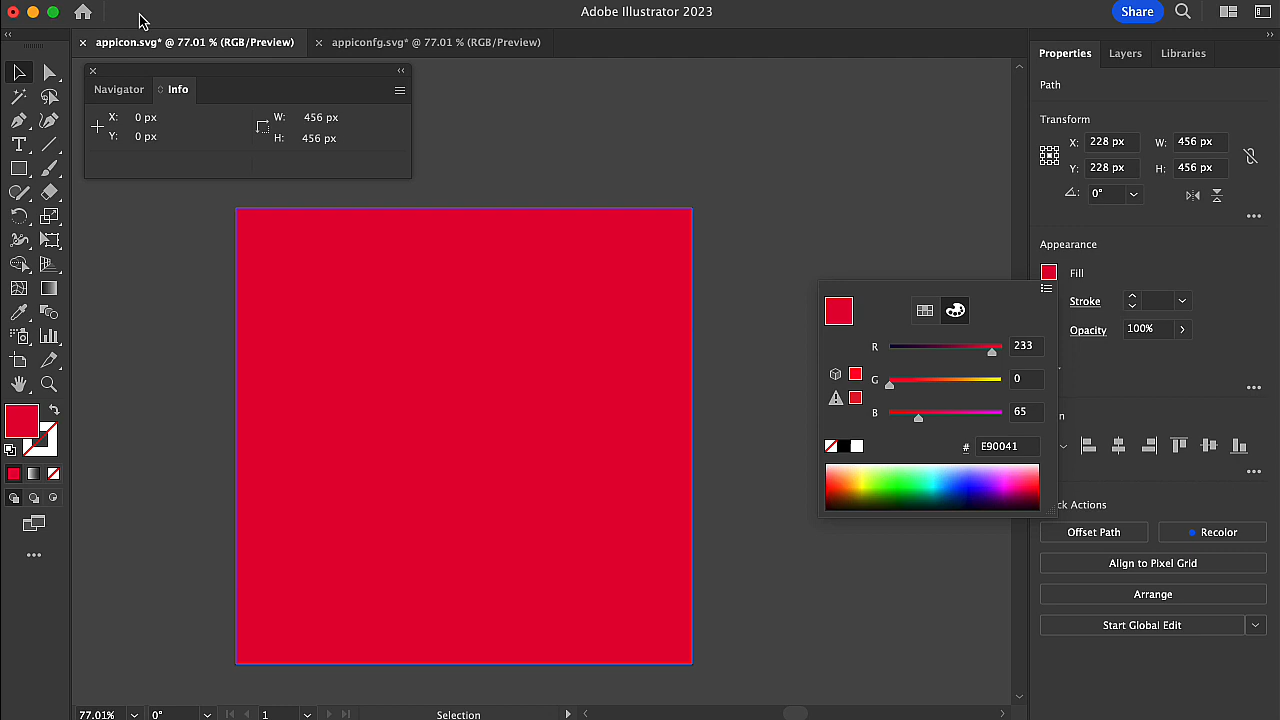 Adobe Illustrator 2023
Share
appicon.svg* @ 77.01 % (RGB/Preview)
appiconfg.svg* @ 77.01 % (RGB/Preview)
Properties
Layers
Libraries
Navigator
Info
X: 0 px
Y: 0 px
W: 456 px
H: 456 px
Path
Transform
X: 228 px
W: 456 px
Y: 228 px
H: 456 px
0°
Appearance
Fill
Stroke
Opacity
100%
R
233
G
0
B
65
# E90041
n
ck Actions
Offset Path
Recolor
Align to Pixel Grid
Arrange
Start Global Edit
77.01%
0°
1
Selection